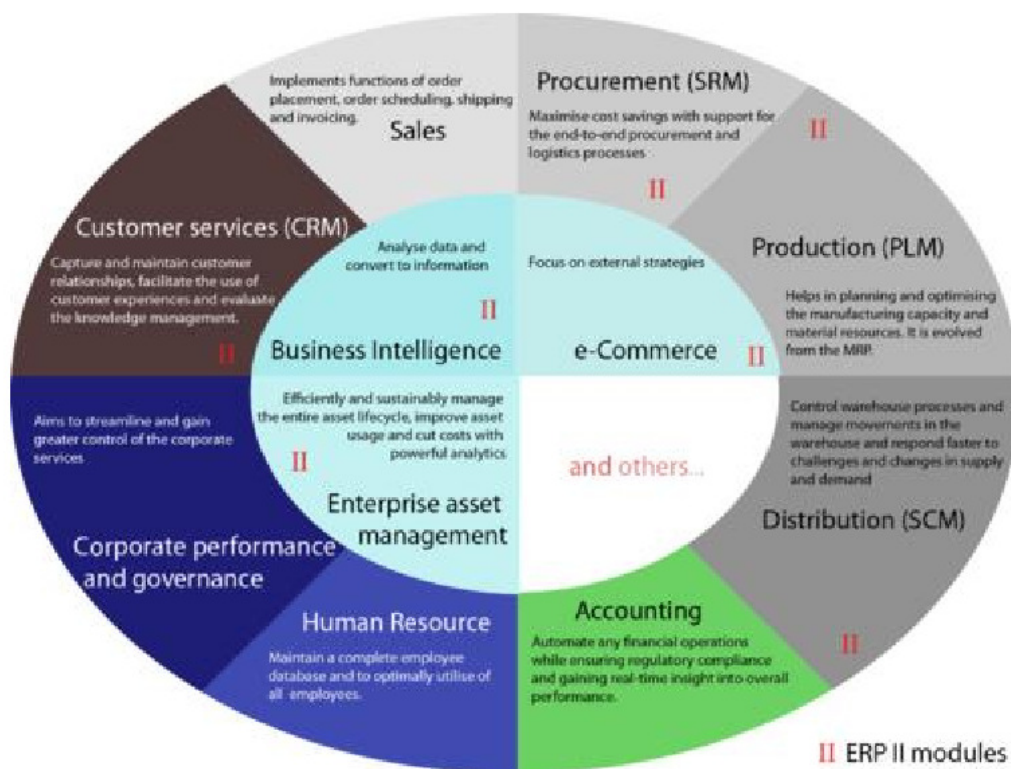 Implements functions of order
placement, order scheduling, shipping
and invoicing.
Sales
Procurement (SRM)
Maximise cost savings with support for
the end-to-end procurement and
logistics processes
II
II
Customer services (CRM)
Capture and maintain customer
relationships, facilitate the use of
customer experiences and evaluate
the knowledge management.
II
Analyse data and
convert to information
II
Business Intelligence
Focus on external strategies
e-Commerce
II
Production (PLM)
Helps in planning and optimising
the manufacturing capacity and
material resources. It is evolved
from the MRP.
Aims to streamline and gain
greater control of the corporate
services
Corporate performance
and governance
Efficiently and sustainably manage
the entire asset lifecycle, improve asset
usage and cut costs with
powerful analytics
II
Enterprise asset
management
and others...
Control warehouse processes and
manage movements in the
warehouse and respond faster to
challenges and changes in supply
and demand
Distribution (SCM)
II
Human Resource
Maintain a complete employee
database and to optimally utilise of
all employees.
Accounting
Automate any financial operations
while ensuring regulatory compliance
and gaining real-time insight into overall
performance.
II ERP II modules